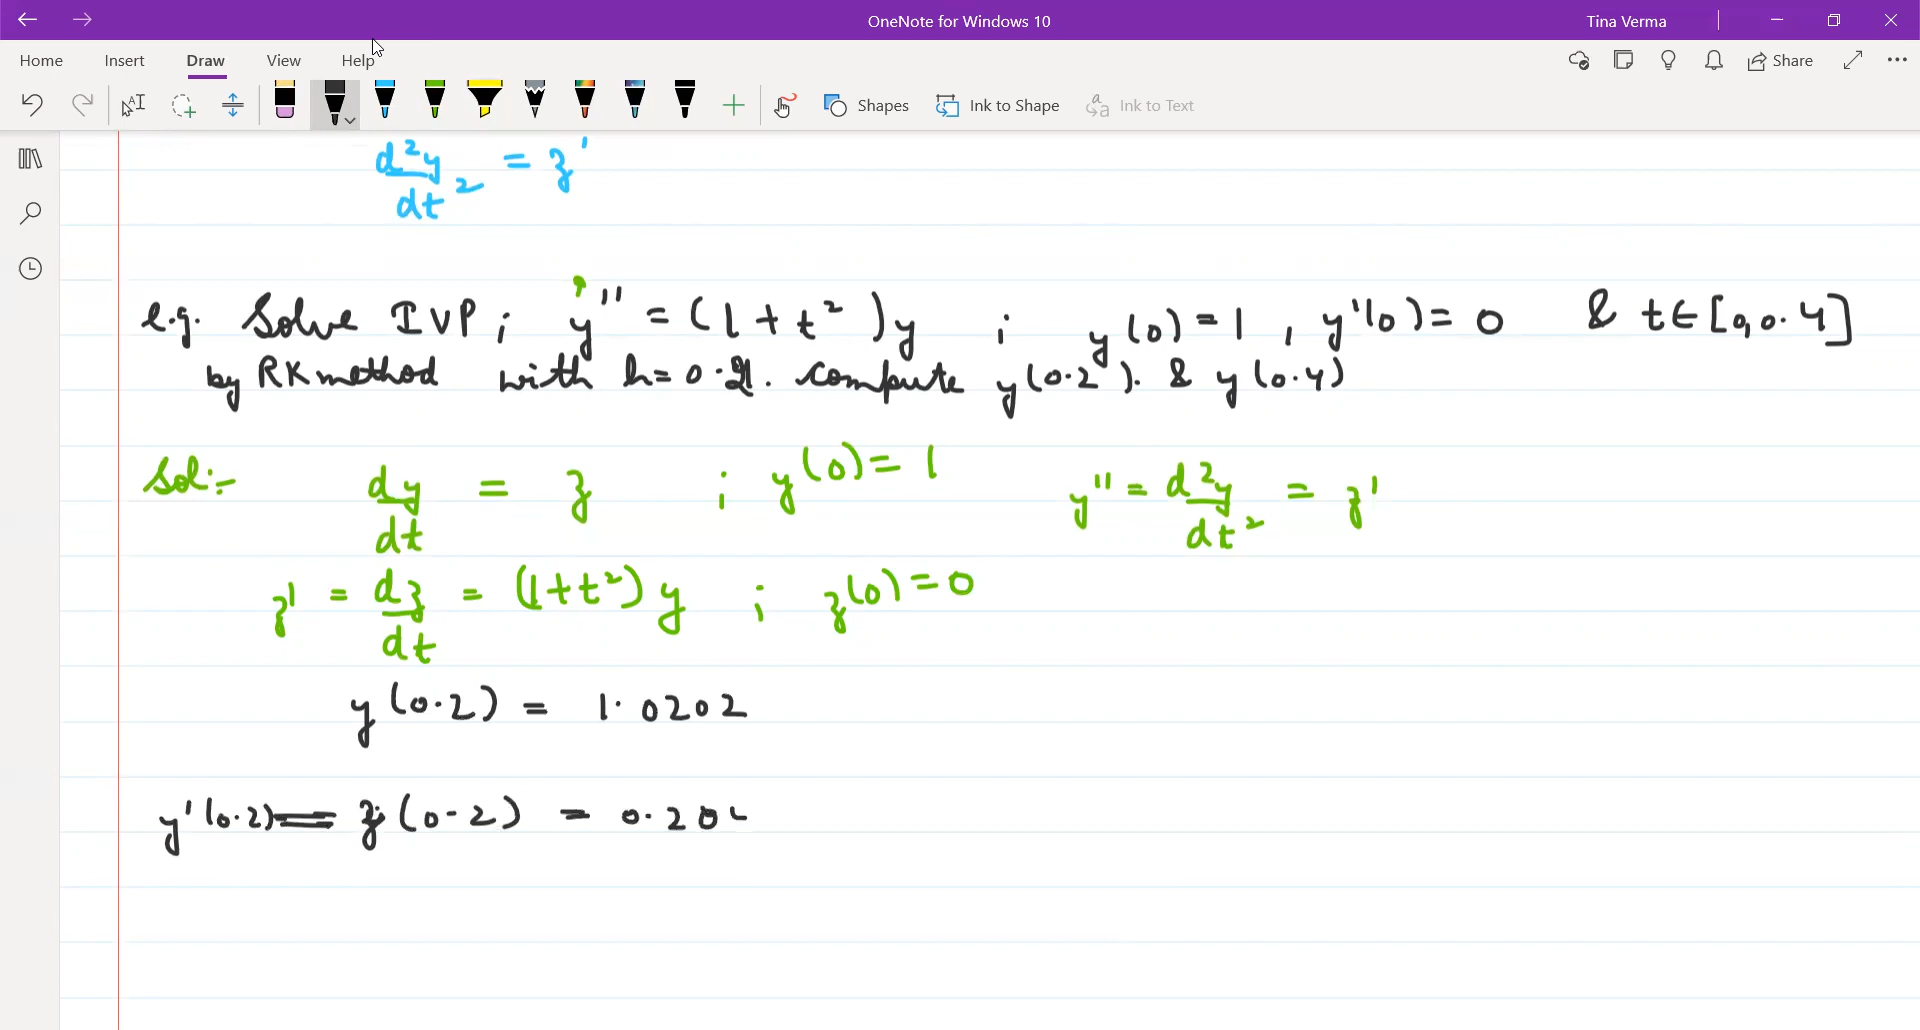 OneNote for Windows 10 Tina Verma
Home Insert Draw View Help Share
Shapes Ink to Shape Ink to Text
d²y/dt² = z'
e.g. Solve IVP ; y'' = (1+t²)y ; y(0)=1, y'(0)=0 & t∈[0,0.4]
by RK method with h=0.2. compute y(0.2). & y(0.4)
Sol:- dy/dt = z ; y(0)=1 y'' = d²y/dt² = z'
z' = dz/dt = (1+t²)y ; z(0)=0
y(0.2) = 1.0202
y'(0.2) = z(0.2) = 0.204